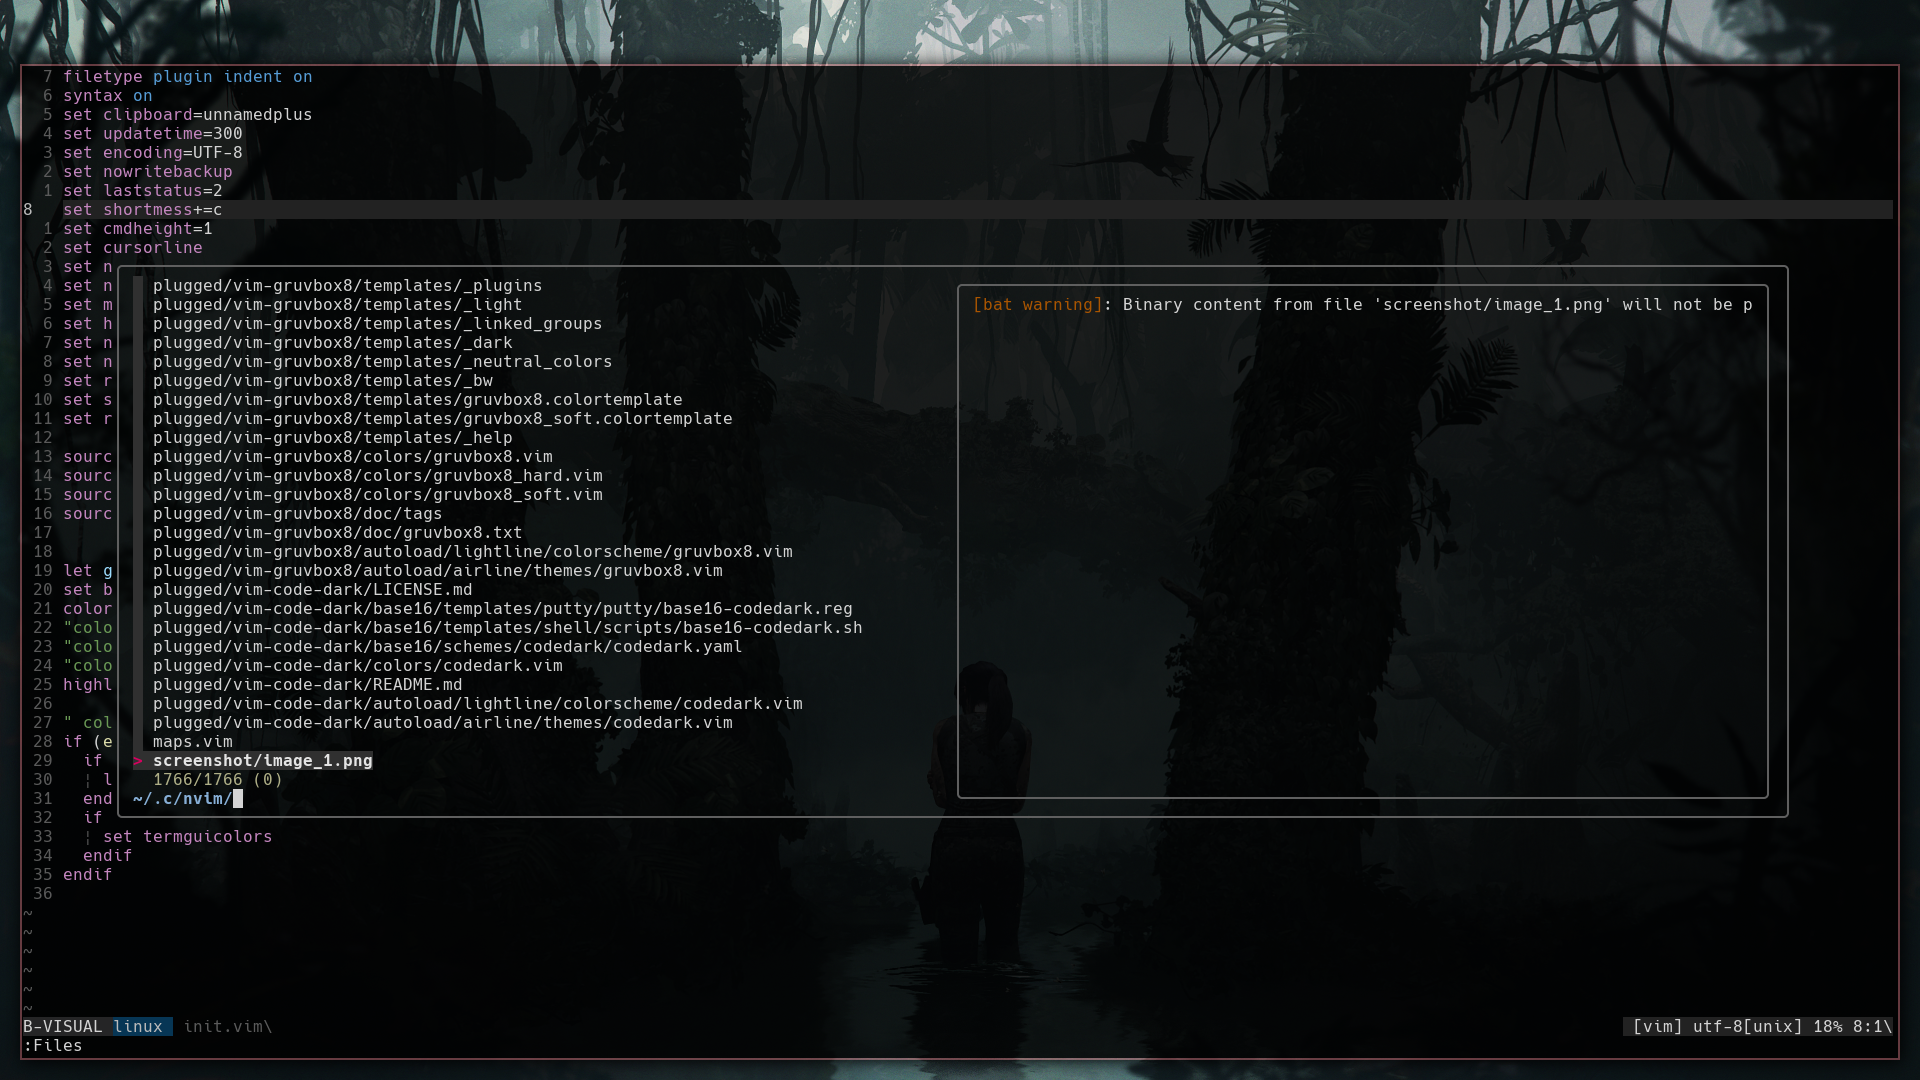 7 filetype plugin indent on
6 syntax on
5 set clipboard=unnamedplus
4 set updatetime=300
3 set encoding=UTF-8
2 set nowritebackup
1 set laststatus=2
8 set shortmess+=c
1 set cmdheight=1
2 set cursorline
3 set n
4 set n plugged/vim-gruvbox8/templates/_plugins
5 set m plugged/vim-gruvbox8/templates/_light [bat warning]: Binary content from file 'screenshot/image_1.png' will not be p
6 set h plugged/vim-gruvbox8/templates/_linked_groups
7 set n plugged/vim-gruvbox8/templates/_dark
8 set n plugged/vim-gruvbox8/templates/_neutral_colors
9 set r plugged/vim-gruvbox8/templates/_bw
10 set s plugged/vim-gruvbox8/templates/gruvbox8.colortemplate
11 set r plugged/vim-gruvbox8/templates/gruvbox8_soft.colortemplate
12 plugged/vim-gruvbox8/templates/_help
13 sourc plugged/vim-gruvbox8/colors/gruvbox8.vim
14 sourc plugged/vim-gruvbox8/colors/gruvbox8_hard.vim
15 sourc plugged/vim-gruvbox8/colors/gruvbox8_soft.vim
16 sourc plugged/vim-gruvbox8/doc/tags
17 plugged/vim-gruvbox8/doc/gruvbox8.txt
18 plugged/vim-gruvbox8/autoload/lightline/colorscheme/gruvbox8.vim
19 let g plugged/vim-gruvbox8/autoload/airline/themes/gruvbox8.vim
20 set b plugged/vim-code-dark/LICENSE.md
21 color plugged/vim-code-dark/base16/templates/putty/putty/base16-codedark.reg
22 "colo plugged/vim-code-dark/base16/templates/shell/scripts/base16-codedark.sh
23 "colo plugged/vim-code-dark/base16/schemes/codedark/codedark.yaml
24 "colo plugged/vim-code-dark/colors/codedark.vim
25 highl plugged/vim-code-dark/README.md
26 plugged/vim-code-dark/autoload/lightline/colorscheme/codedark.vim
27 " col plugged/vim-code-dark/autoload/airline/themes/codedark.vim
28 if (e maps.vim
29 if > screenshot/image_1.png
30 ¦ l 1766/1766 (0)
31 end ~/.c/nvim/
32 if
33 ¦ set termguicolors
34 endif
35 endif
36
~
~
~
~
~
~
B-VISUAL linux init.vim\ [vim] utf-8[unix] 18% 8:1\
:Files